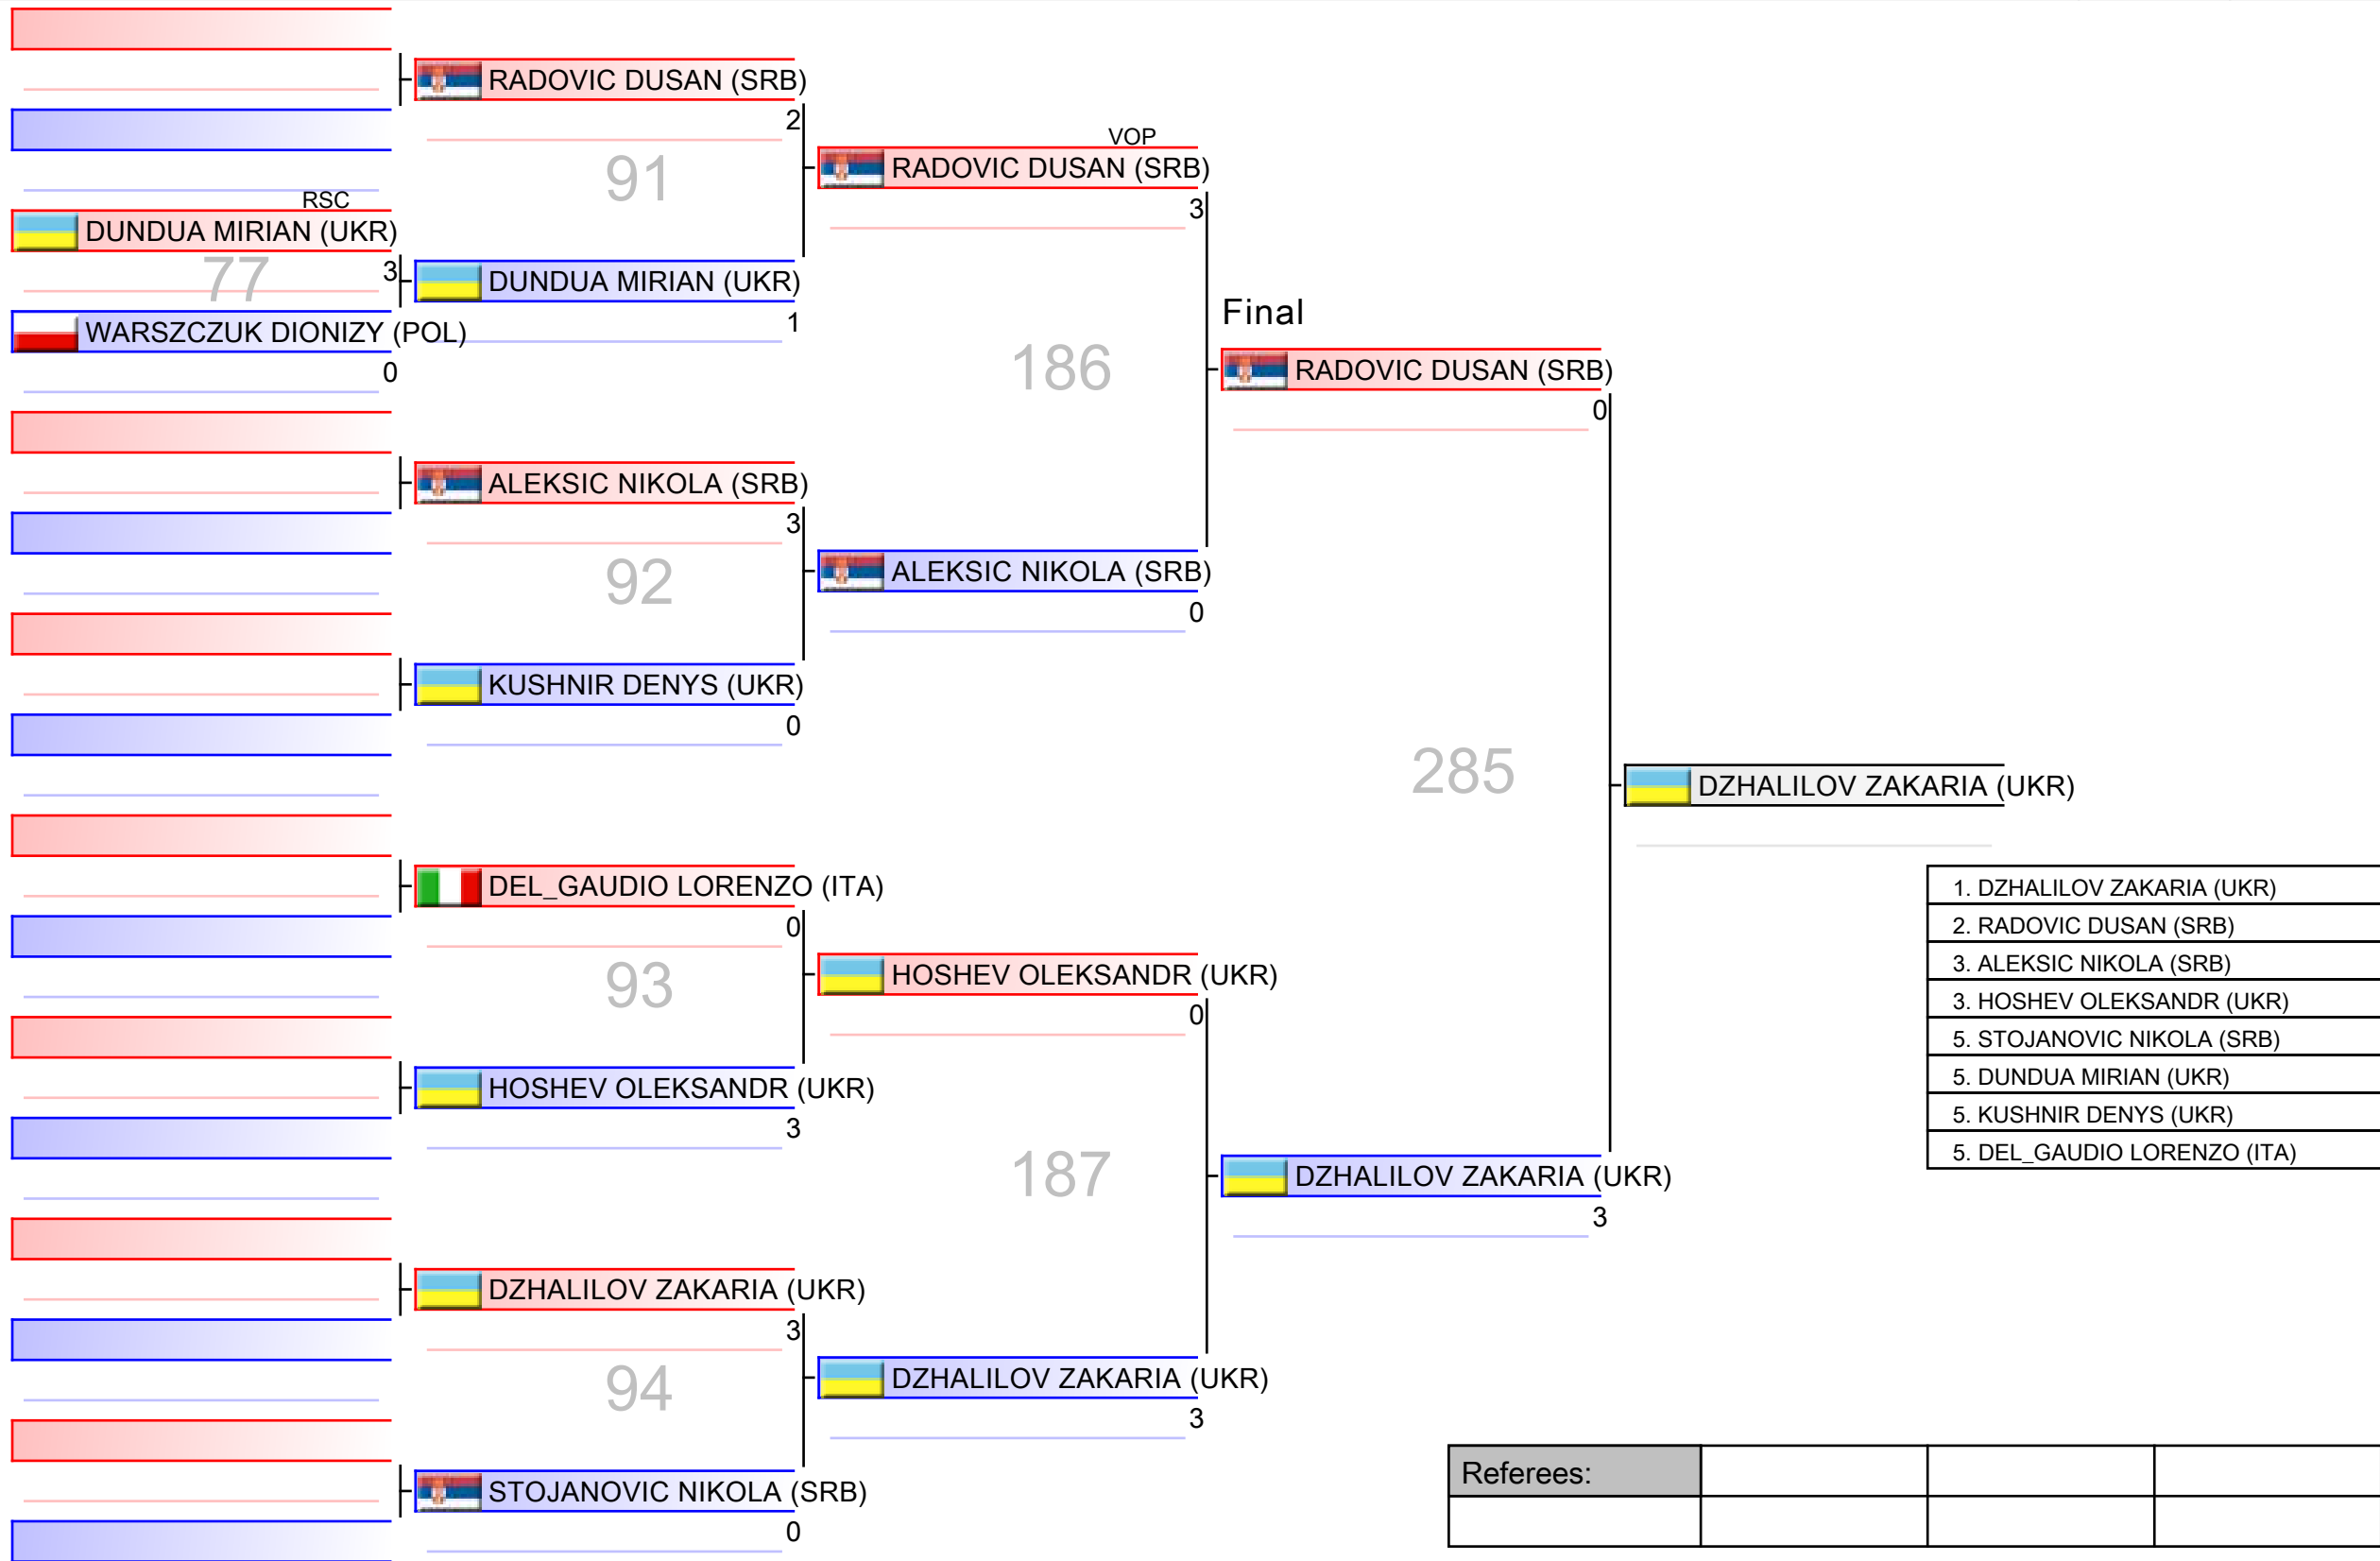 RADOVIC DUSAN (SRB)
2
91
RSC
DUNDUA MIRIAN (UKR)
3
77
WARSZCZUK DIONIZY (POL)
0
DUNDUA MIRIAN (UKR)
1
VOP
RADOVIC DUSAN (SRB)
3
186
ALEKSIC NIKOLA (SRB)
3
92
KUSHNIR DENYS (UKR)
0
ALEKSIC NIKOLA (SRB)
0
Final
RADOVIC DUSAN (SRB)
0
285
DZHALILOV ZAKARIA (UKR)
DEL_GAUDIO LORENZO (ITA)
0
93
HOSHEV OLEKSANDR (UKR)
3
HOSHEV OLEKSANDR (UKR)
0
187
DZHALILOV ZAKARIA (UKR)
3
DZHALILOV ZAKARIA (UKR)
3
94
STOJANOVIC NIKOLA (SRB)
0
DZHALILOV ZAKARIA (UKR)
3
1. DZHALILOV ZAKARIA (UKR)
2. RADOVIC DUSAN (SRB)
3. ALEKSIC NIKOLA (SRB)
3. HOSHEV OLEKSANDR (UKR)
5. STOJANOVIC NIKOLA (SRB)
5. DUNDUA MIRIAN (UKR)
5. KUSHNIR DENYS (UKR)
5. DEL_GAUDIO LORENZO (ITA)
Referees: